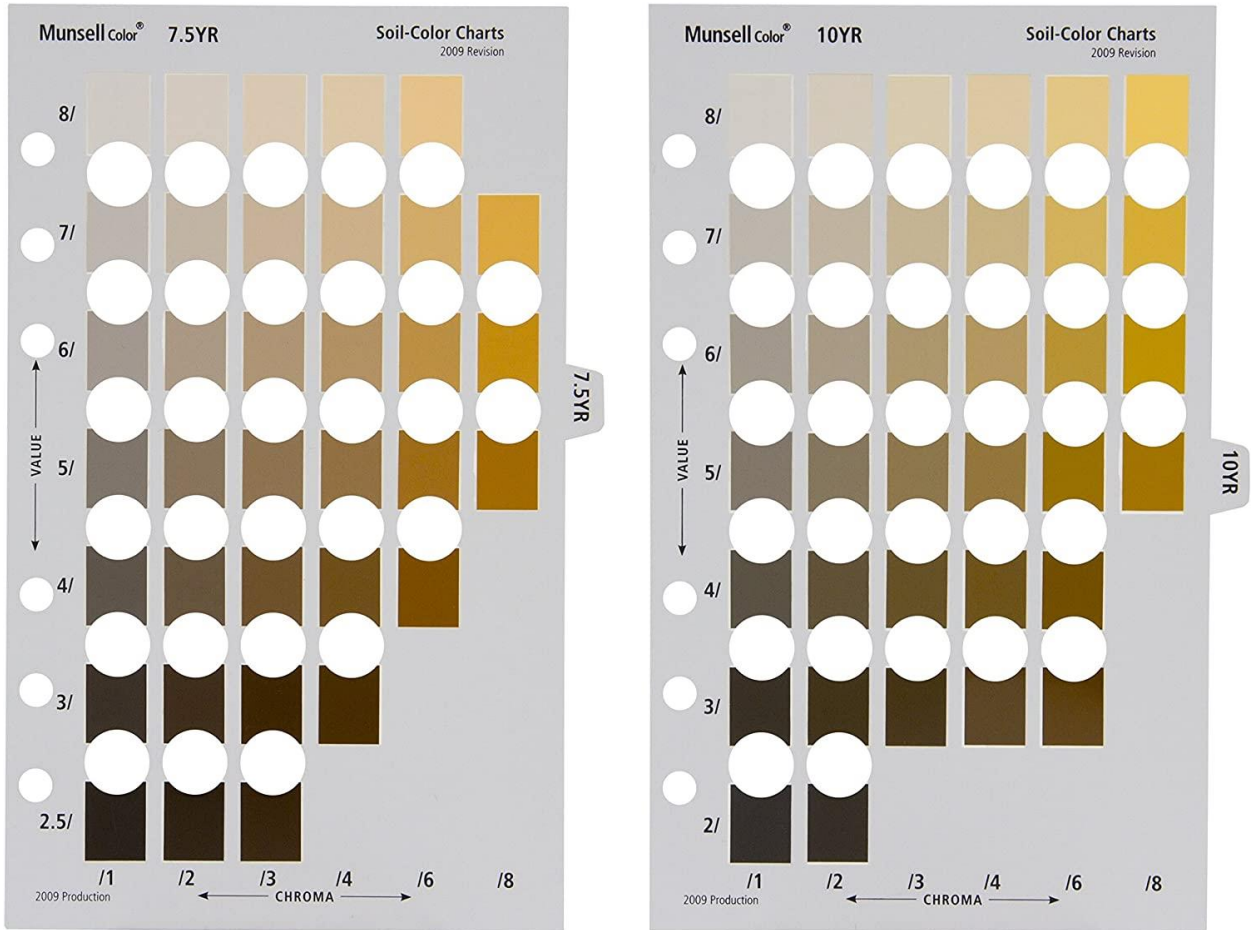 Munsell Color® 7.5YR Soil-Color Charts
2009 Revision
8/
7/
6/
5/
4/
3/
2.5/
VALUE
7.5YR
/1 /2 /3 /4 /6 /8
CHROMA
2009 Production
Munsell Color® 10YR Soil-Color Charts
2009 Revision
8/
7/
6/
5/
4/
3/
2/
VALUE
10YR
/1 /2 /3 /4 /6 /8
CHROMA
2009 Production